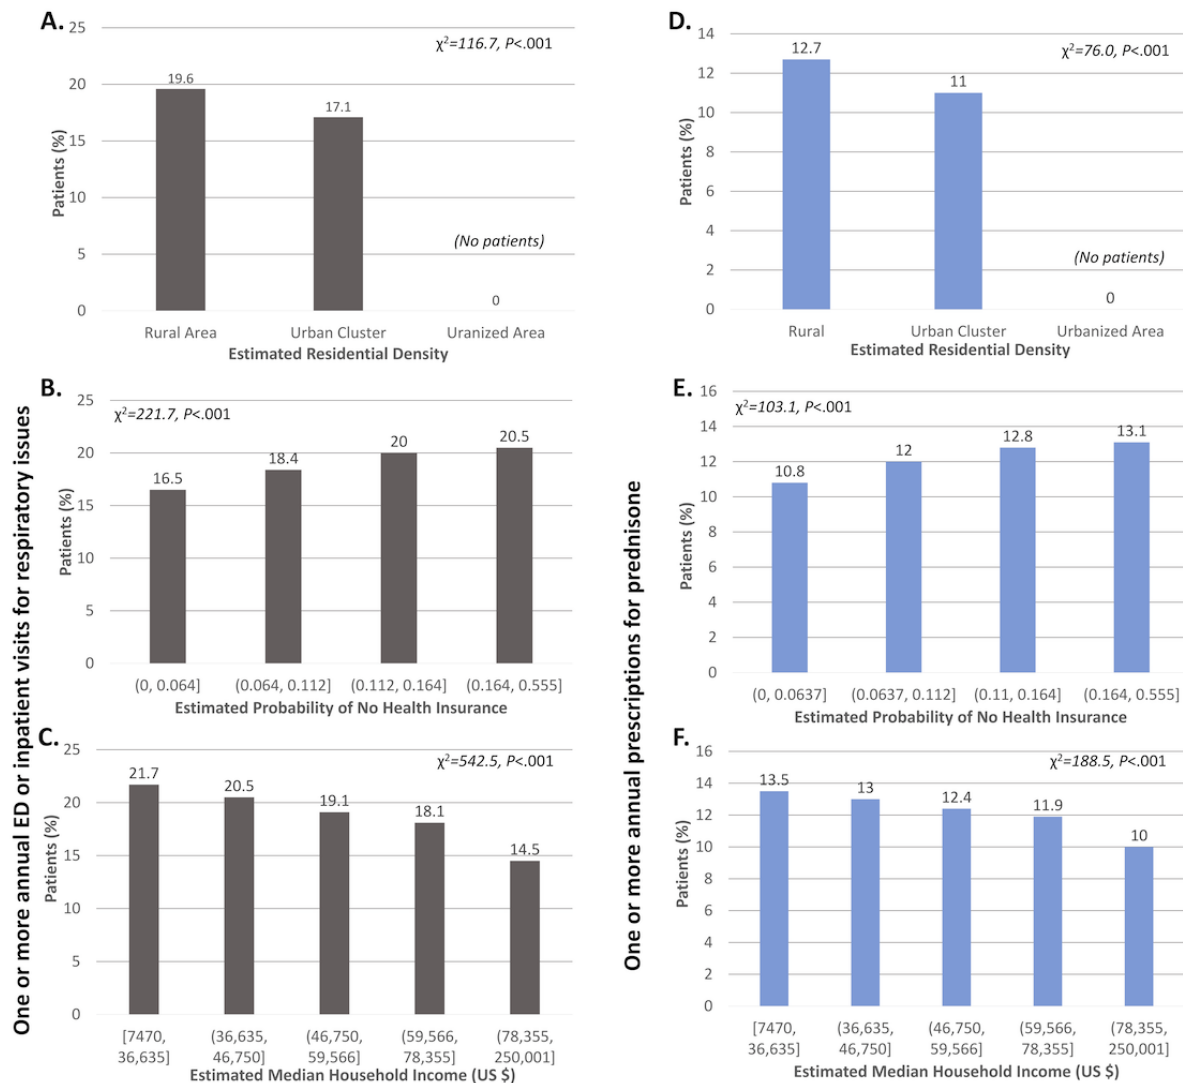 One or more annual ED or inpatient visits for respiratory issues
A.
χ²=116.7, P<.001
Patients (%)
25
20
15
10
5
0
19.6
17.1
(No patients)
0
Rural Area
Urban Cluster
Uranized Area
Estimated Residential Density
B.
χ²=221.7, P<.001
Patients (%)
25
20
15
10
5
0
16.5
18.4
20
20.5
(0, 0.064]
(0.064, 0.112]
(0.112, 0.164]
(0.164, 0.555]
Estimated Probability of No Health Insurance
C.
χ²=542.5, P<.001
Patients (%)
25
20
15
10
5
0
21.7
20.5
19.1
18.1
14.5
[7470,
36,635]
(36,635,
46,750]
(46,750,
59,566]
(59,566,
78,355]
(78,355,
250,001]
Estimated Median Household Income (US $)
One or more annual prescriptions for prednisone
D.
χ²=76.0, P<.001
Patients (%)
14
12
10
8
6
4
2
0
12.7
11
(No patients)
0
Rural
Urban Cluster
Urbanized Area
Estimated Residential Density
E.
χ²=103.1, P<.001
Patients (%)
16
14
12
10
8
6
4
2
0
10.8
12
12.8
13.1
(0, 0.0637]
(0.0637, 0.112]
(0.11, 0.164]
(0.164, 0.555]
Estimated Probability of No Health Insurance
F.
χ²=188.5, P<.001
Patients (%)
16
14
12
10
8
6
4
2
0
13.5
13
12.4
11.9
10
[7470,
36,635]
(36,635,
46,750]
(46,750,
59,566]
(59,566,
78,355]
(78,355,
250,001]
Estimated Median Household Income (US $)